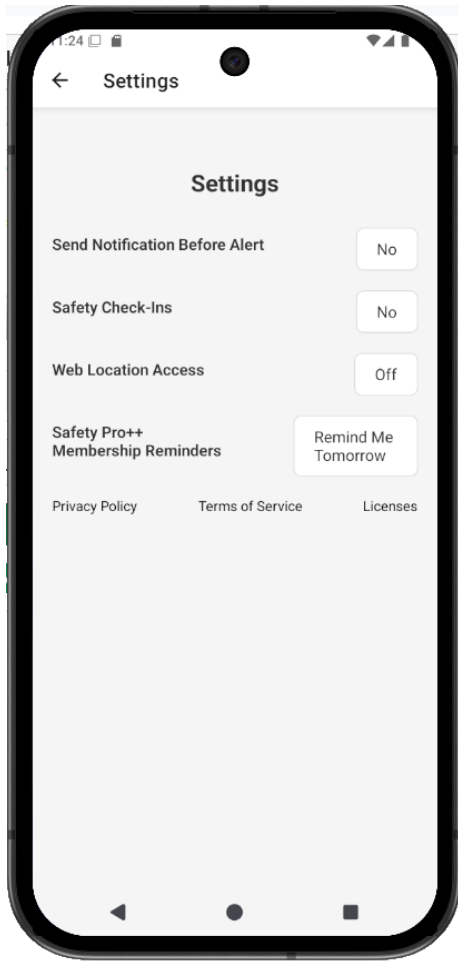 11:24
Settings
Settings
Send Notification Before Alert
No
Safety Check-Ins
No
Web Location Access
Off
Safety Pro++
Membership Reminders
Remind Me
Tomorrow
Privacy Policy Terms of Service Licenses